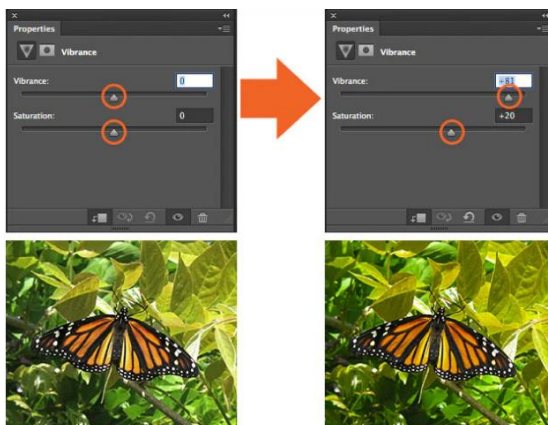 Properties
Vibrance
Vibrance: 0
Saturation: 0
Properties
Vibrance
Vibrance: +81
Saturation: +20